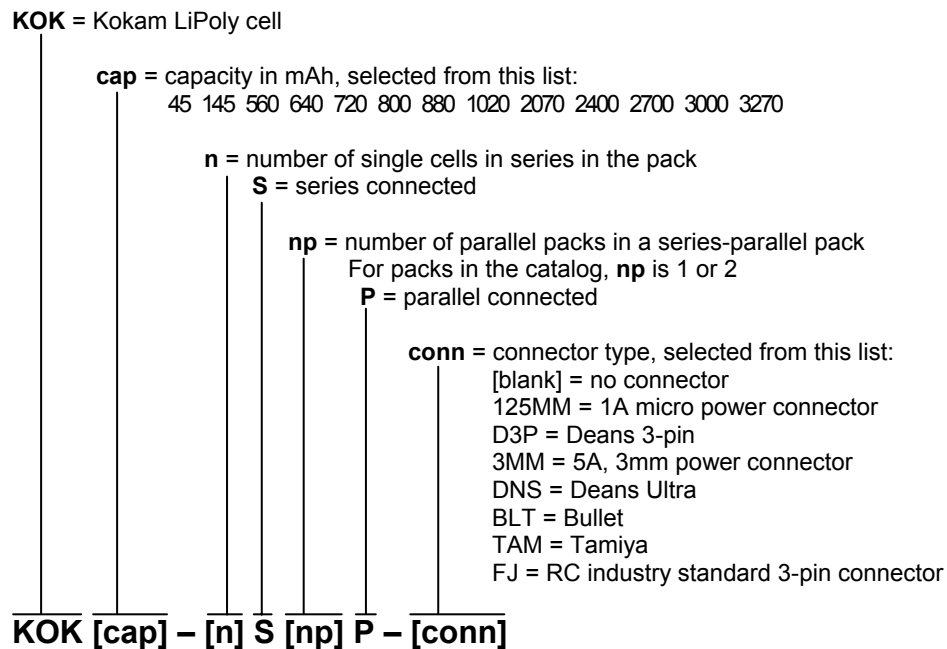 KOK = Kokam LiPoly cell
cap = capacity in mAh, selected from this list:
45 145 560 640 720 800 880 1020 2070 2400 2700 3000 3270
n = number of single cells in series in the pack
S = series connected
np = number of parallel packs in a series-parallel pack
For packs in the catalog, np is 1 or 2
P = parallel connected
conn = connector type, selected from this list:
[blank] = no connector
125MM = 1A micro power connector
D3P = Deans 3-pin
3MM = 5A, 3mm power connector
DNS = Deans Ultra
BLT = Bullet
TAM = Tamiya
FJ = RC industry standard 3-pin connector
KOK [cap] – [n] S [np] P – [conn]